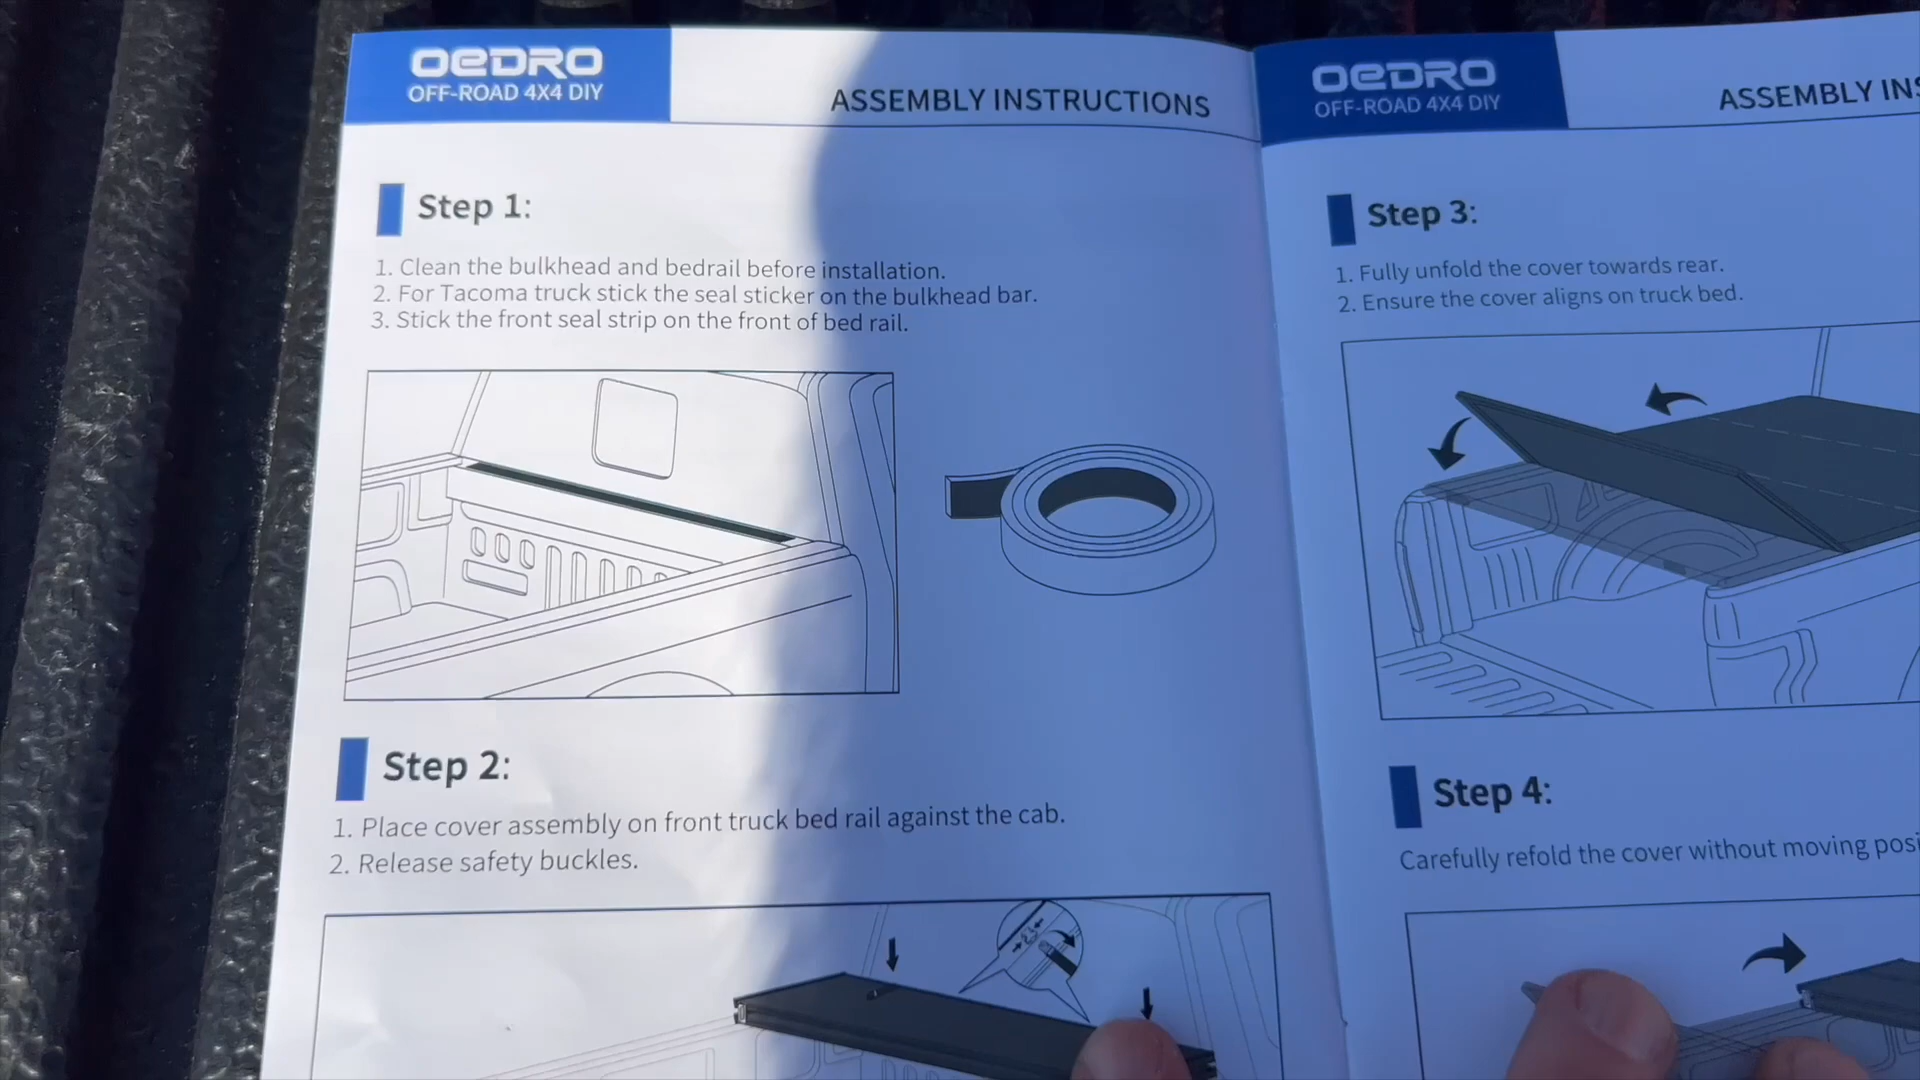 OEDRO
OFF-ROAD 4X4 DIY
ASSEMBLY INSTRUCTIONS
Step 1:
1. Clean the bulkhead and bedrail before installation.
2. For Tacoma truck stick the seal sticker on the bulkhead bar.
3. Stick the front seal strip on the front of bed rail.
Step 2:
1. Place cover assembly on front truck bed rail against the cab.
2. Release safety buckles.
OEDRO
OFF-ROAD 4X4 DIY
ASSEMBLY INS
Step 3:
1. Fully unfold the cover towards rear.
2. Ensure the cover aligns on truck bed.
Step 4:
Carefully refold the cover without moving posi